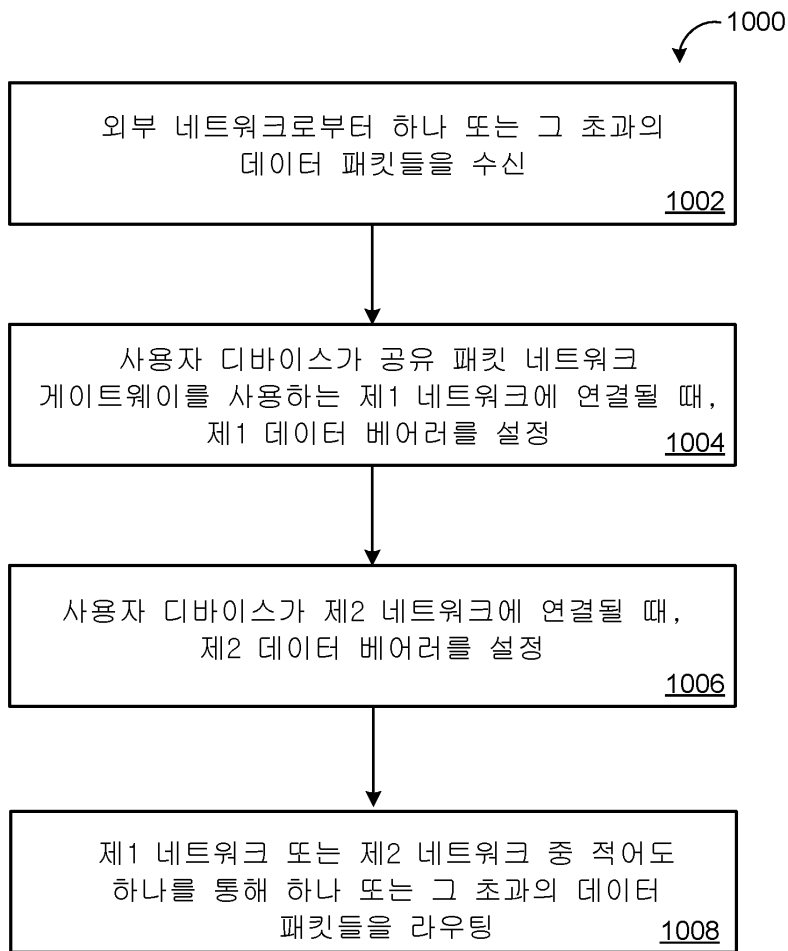 1000
외부 네트워크로부터 하나 또는 그 초과의
데이터 패킷들을 수신
1002
사용자 디바이스가 공유 패킷 네트워크
게이트웨이를 사용하는 제1 네트워크에 연결될 때,
제1 데이터 베어러를 설정
1004
사용자 디바이스가 제2 네트워크에 연결될 때,
제2 데이터 베어러를 설정
1006
제1 네트워크 또는 제2 네트워크 중 적어도
하나를 통해 하나 또는 그 초과의 데이터
패킷들을 라우팅
1008